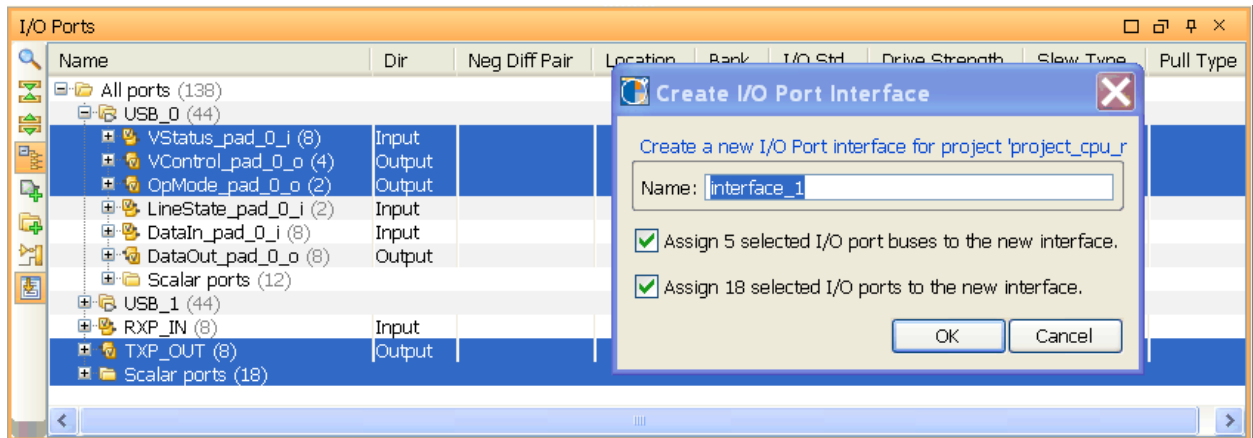 I/O Ports
Name Dir Neg Diff Pair Location Bank I/O Std Drive Strength Slew Type Pull Type
All ports (138)
USB_0 (44)
VStatus_pad_0_i (8) Input
VControl_pad_0_o (4) Output
OpMode_pad_0_o (2) Output
LineState_pad_0_i (2) Input
DataIn_pad_0_i (8) Input
DataOut_pad_0_o (8) Output
Scalar ports (12)
USB_1 (44)
RXP_IN (8) Input
TXP_OUT (8) Output
Scalar ports (18)
Create I/O Port Interface
Create a new I/O Port interface for project 'project_cpu_r
Name: interface_1
Assign 5 selected I/O port buses to the new interface.
Assign 18 selected I/O ports to the new interface.
OK Cancel